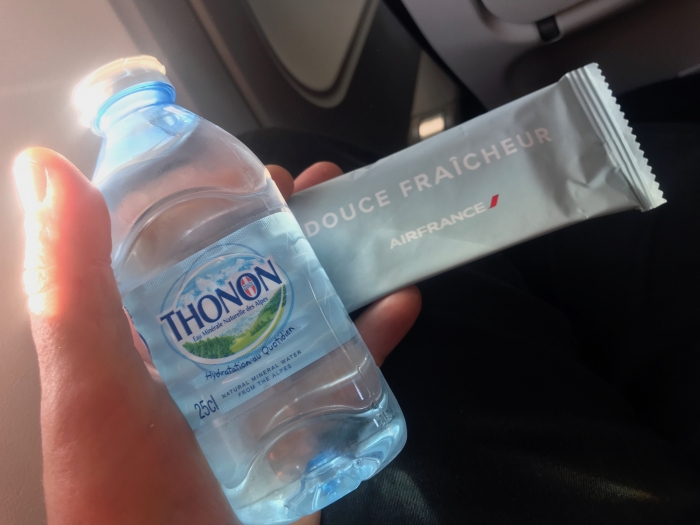 THONON
Eau Minérale Naturelle des Alpes
Hydratation au Quotidien
NATURAL MINERAL WATER
FROM THE ALPES
25cl
DOUCE FRAÎCHEUR
AIRFRANCE